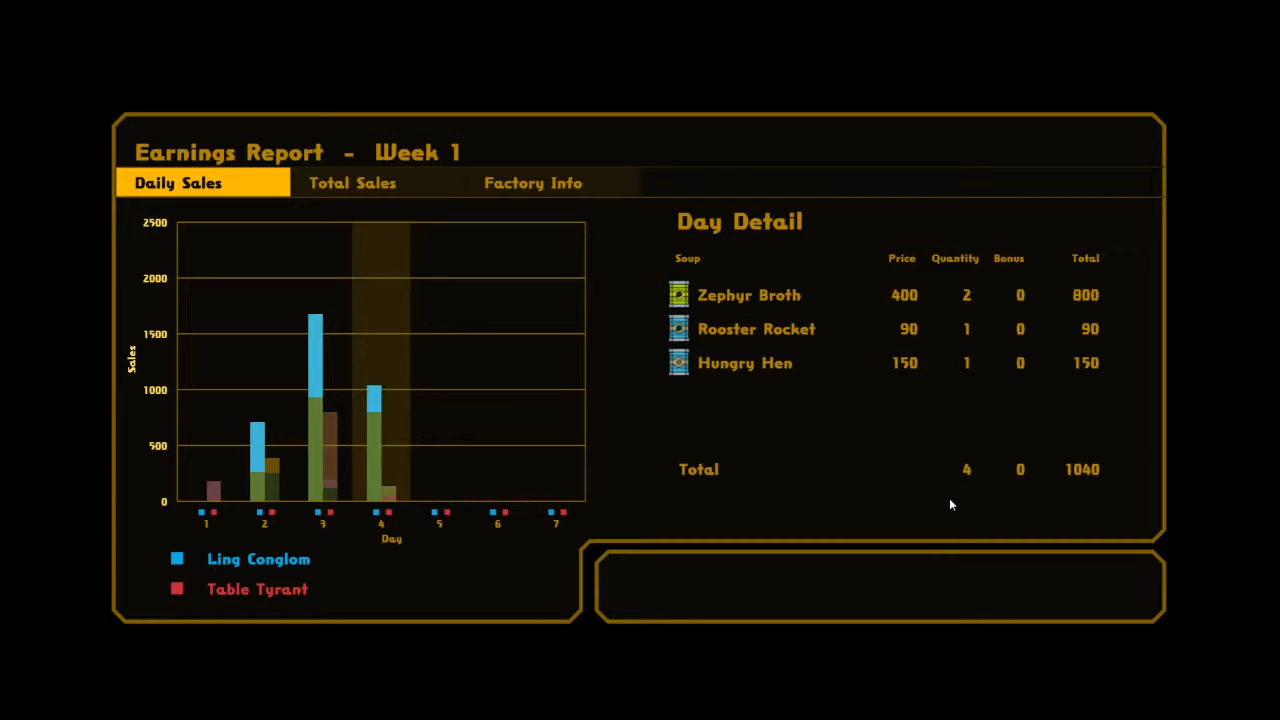 Earnings Report - Week 1
Daily Sales Total Sales Factory Info
2500
2000
1500
1000
500
0
Sales
1 2 3 4 5 6 7
Day
Ling Conglom
Table Tyrant
Day Detail
Soup Price Quantity Bonus Total
Zephyr Broth 400 2 0 800
Rooster Rocket 90 1 0 90
Hungry Hen 150 1 0 150
Total 4 0 1040